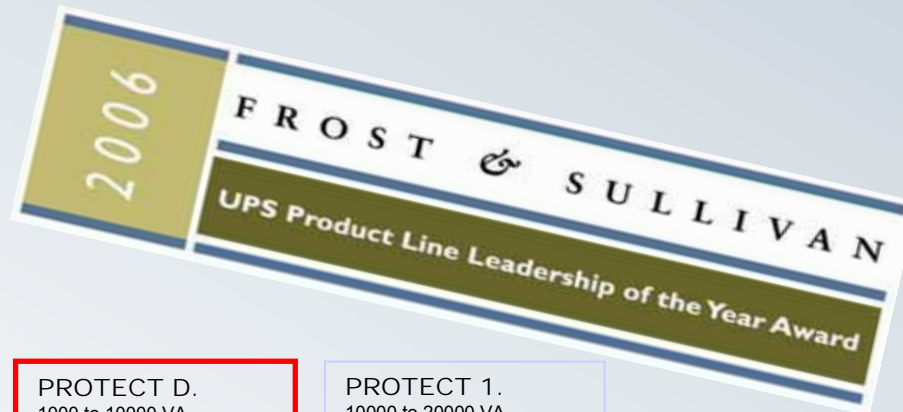 2006
FROST & SULLIVAN
UPS Product Line Leadership of the Year Award
PROTECT D.
1000 to 10000 VA
PROTECT 1.
10000 to 20000 VA